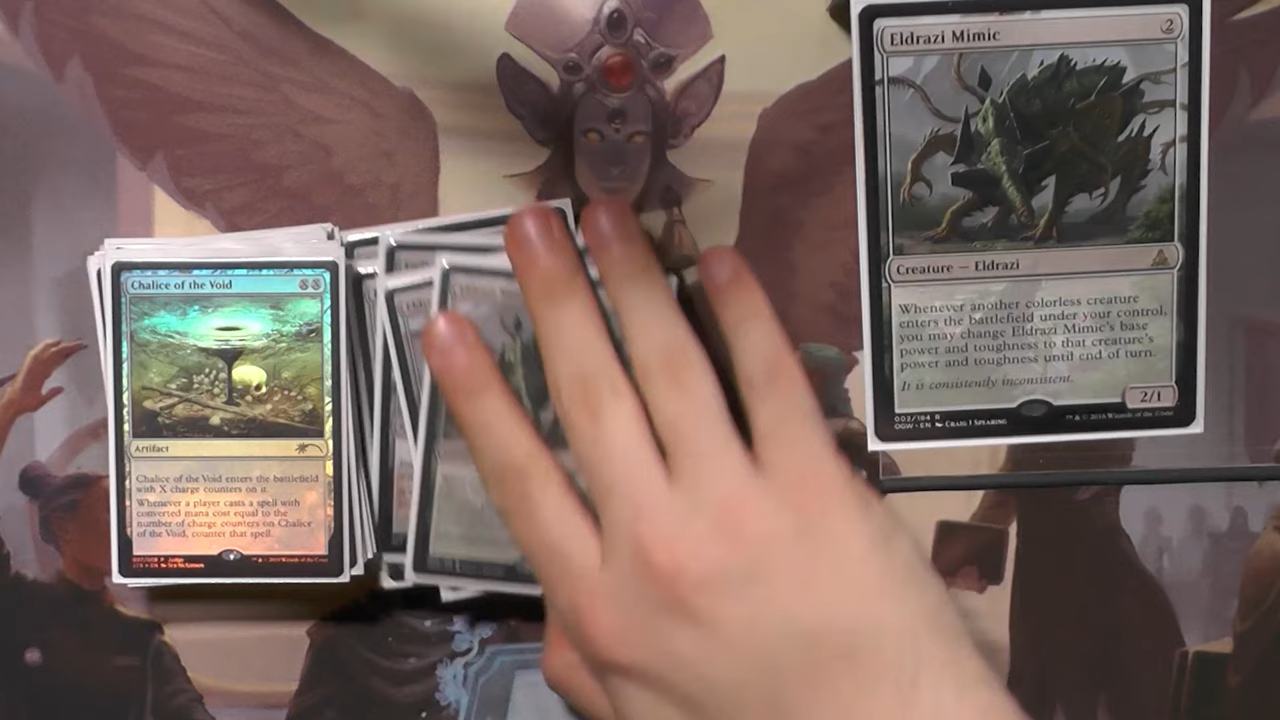 Eldrazi Mimic
2
Creature — Eldrazi
Whenever another colorless creature
enters the battlefield under your control,
you may change Eldrazi Mimic's base
power and toughness to that creature's
power and toughness until end of turn.
It is consistently inconsistent.
2/1
002/184 R
OGW • EN CRAIG J SPEARING
™ & © 2016 Wizards of the Coast
Chalice of the Void
XX
Artifact
Chalice of the Void enters the battlefield
with X charge counters on it.
Whenever a player casts a spell with
converted mana cost equal to the
number of charge counters on Chalice
of the Void, counter that spell.